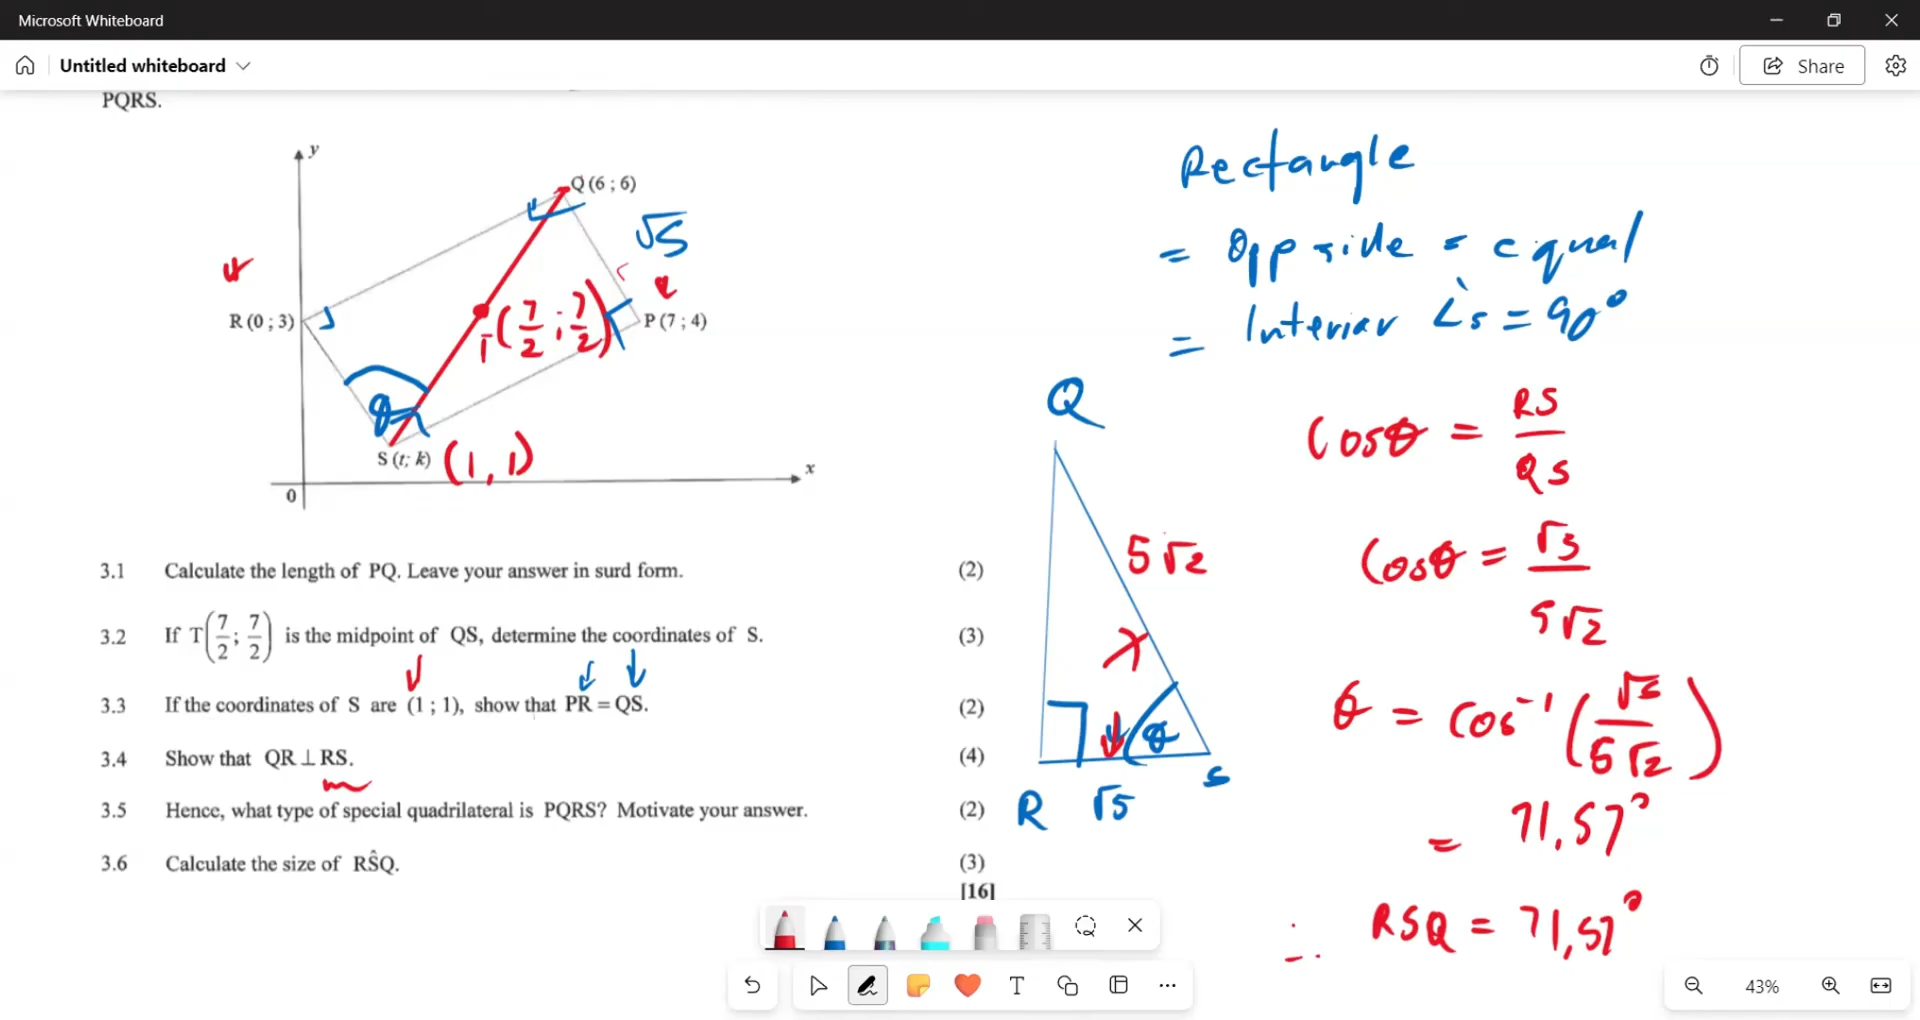 Microsoft Whiteboard
Untitled whiteboard
Share
PQRS.
y
Q (6 ; 6)
√5
R (0 ; 3)
T(7/2 ; 7/2)
P (7 ; 4)
θ
S (t; k) (1, 1)
x
0
3.1 Calculate the length of PQ. Leave your answer in surd form. (2)
3.2 If T(7/2 ; 7/2) is the midpoint of QS, determine the coordinates of S. (3)
3.3 If the coordinates of S are (1 ; 1), show that PR = QS. (2)
3.4 Show that QR ⊥ RS. (4)
3.5 Hence, what type of special quadrilateral is PQRS? Motivate your answer. (2)
3.6 Calculate the size of RŜQ. (3)
[16]
Rectangle
= Opp side = equal
= Interiar ∠'s = 90°
Q
5√2
θ
R √5 S
Cosθ = RS/QS
Cosθ = √5/5√2
θ = Cos⁻¹(√5/5√2)
= 71,57°
∴ RSQ = 71,57°
T
43%